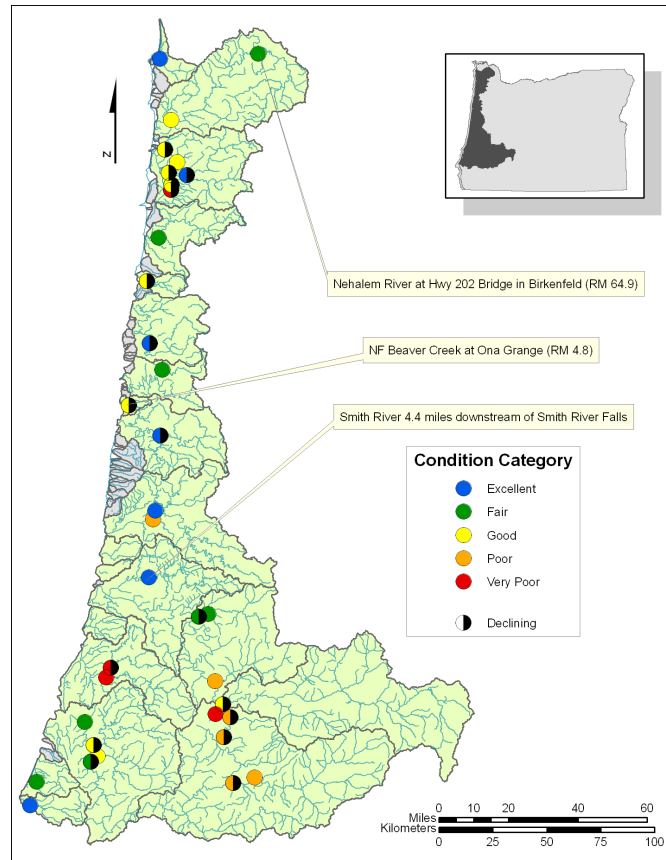 N
Nehalem River at Hwy 202 Bridge in Birkenfeld (RM 64.9)
NF Beaver Creek at Ona Grange (RM 4.8)
Smith River 4.4 miles downstream of Smith River Falls
Condition Category
Excellent
Fair
Good
Poor
Very Poor
Declining
0 10 20 40 60
Miles
Kilometers
0 25 50 75 100